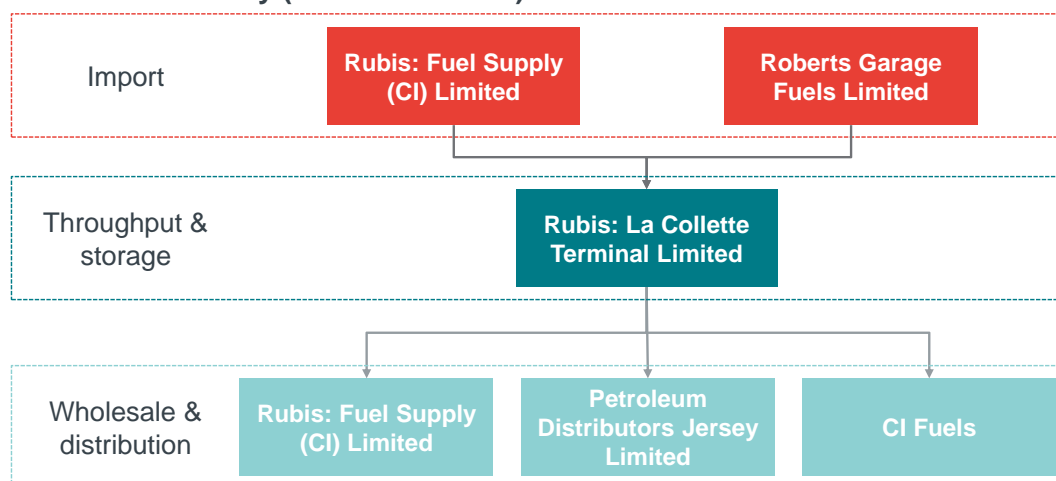 Import
Rubis: Fuel Supply
(CI) Limited
Roberts Garage
Fuels Limited
Throughput &
storage
Rubis: La Collette
Terminal Limited
Wholesale &
distribution
Rubis: Fuel Supply
(CI) Limited
Petroleum
Distributors Jersey
Limited
CI Fuels